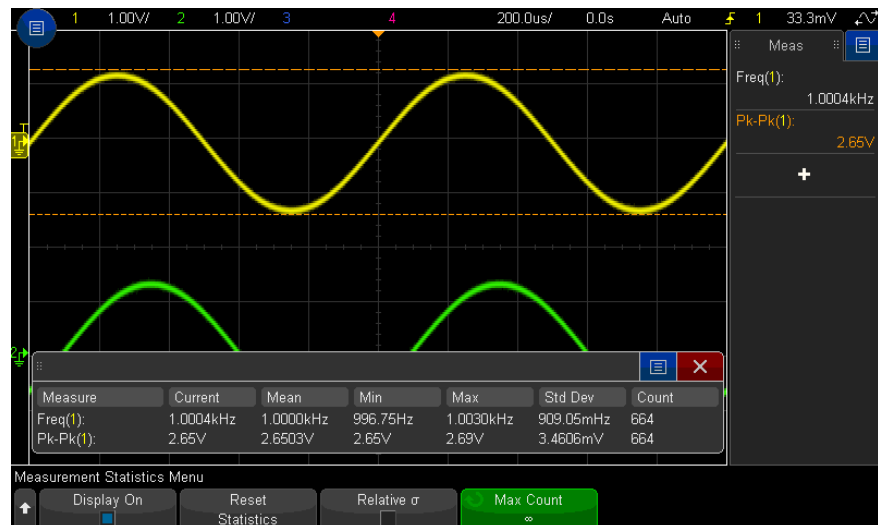 1 1.00V/ 2 1.00V/ 3 4 200.0us/ 0.0s Auto 1 33.3mV
Meas
Freq(1):
1.0004kHz
Pk-Pk(1):
2.65V
+
T
1
2
Measure Current Mean Min Max Std Dev Count
Freq(1): 1.0004kHz 1.0000kHz 996.75Hz 1.0030kHz 909.05mHz 664
Pk-Pk(1): 2.65V 2.6503V 2.65V 2.69V 3.4606mV 664
Measurement Statistics Menu
Display On Reset Relative σ Max Count
Statistics ∞